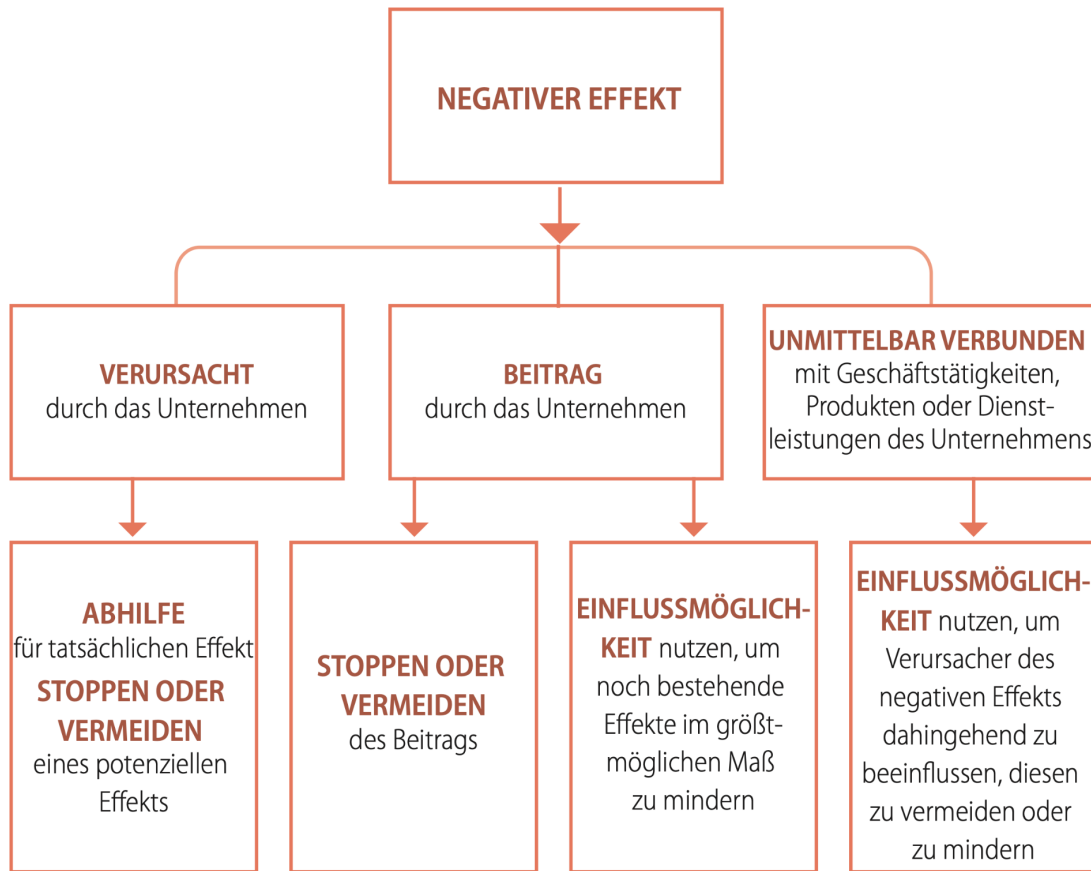 NEGATIVER EFFEKT
VERURSACHT
durch das Unternehmen
BEITRAG
durch das Unternehmen
UNMITTELBAR VERBUNDEN
mit Geschäftstätigkeiten,
Produkten oder Dienst-
leistungen des Unternehmens
ABHILFE
für tatsächlichen Effekt
STOPPEN ODER
VERMEIDEN
eines potenziellen
Effekts
STOPPEN ODER
VERMEIDEN
des Beitrags
EINFLUSSMÖGLICH-
KEIT nutzen, um
noch bestehende
Effekte im größt-
möglichen Maß
zu mindern
EINFLUSSMÖGLICH-
KEIT nutzen, um
Verursacher des
negativen Effekts
dahingehend zu
beeinflussen, diesen
zu vermeiden oder
zu mindern